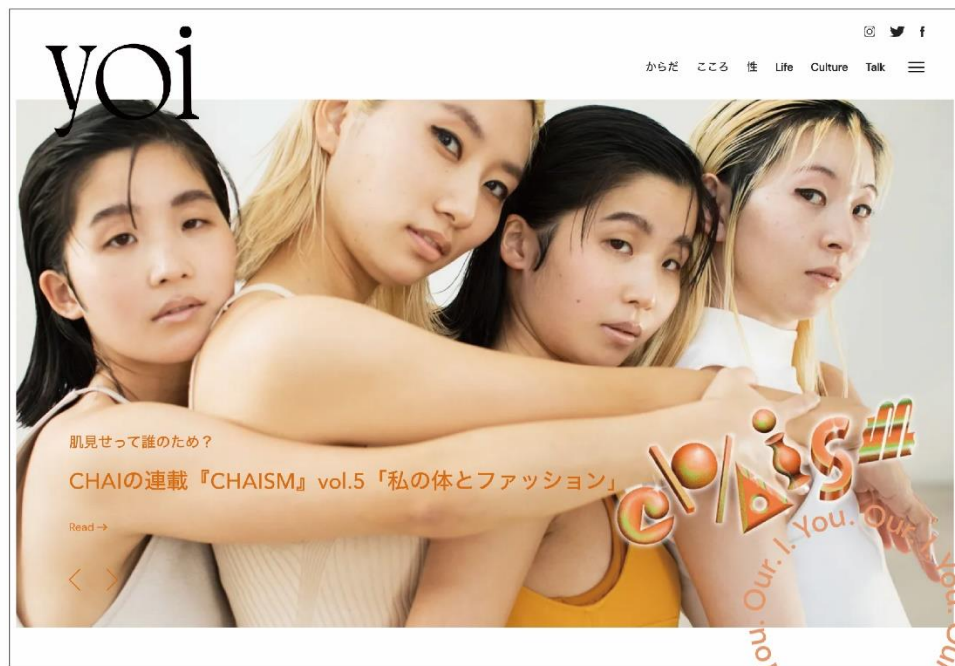 yoi
からだ こころ 性 Life Culture Talk
肌見せって誰のため？
CHAIの連載『CHAISM』vol.5「私の体とファッション」
Read →
chaism
You. Our. I. You. Our. I. You. Ou